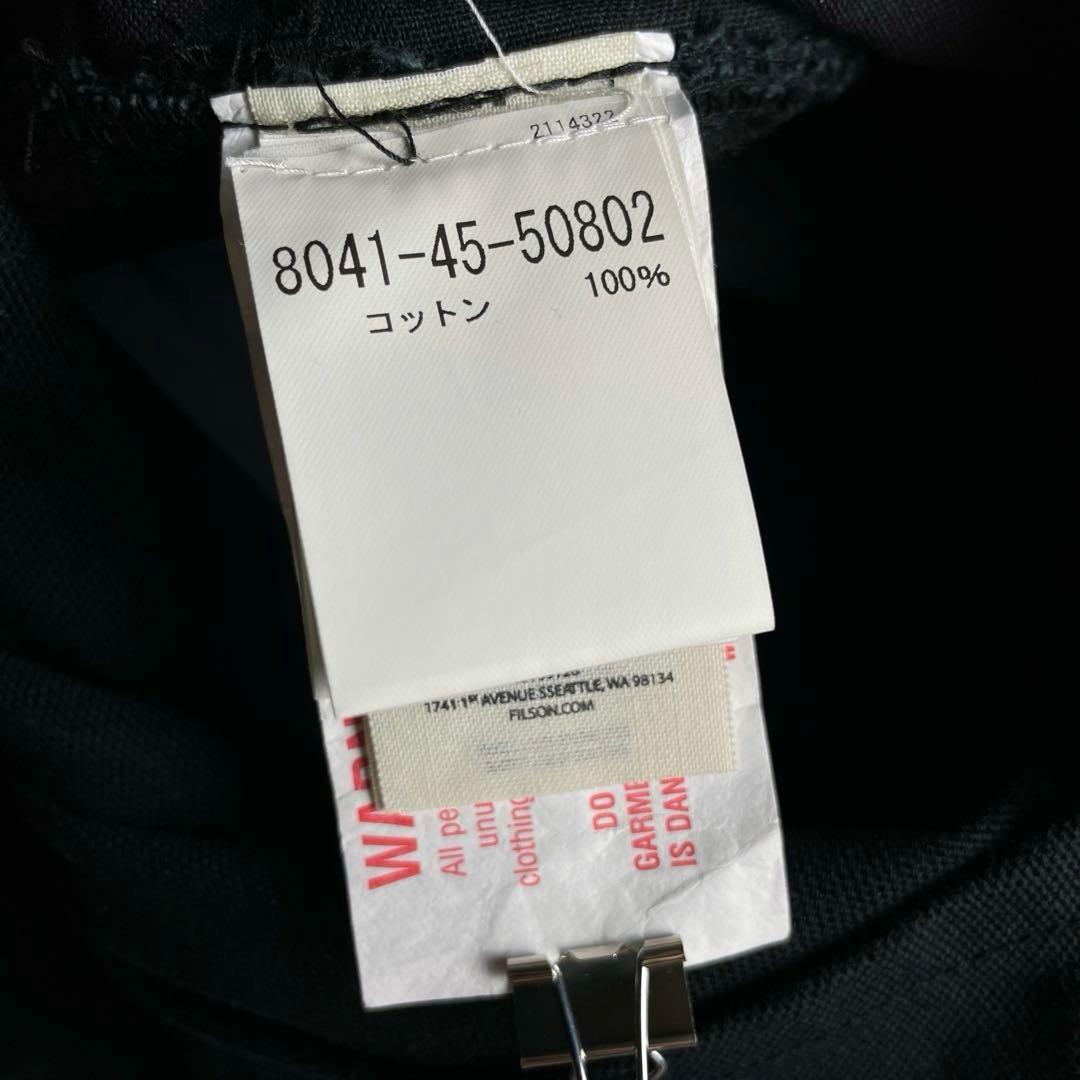 2114322
8041-45-50802
コットン 100%
1741 1ST AVENUE SSEATTLE, WA 98134
FILSON.COM
All pe
unu
clothing
DO
GARME
IS DAN